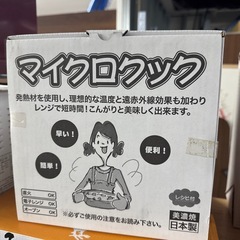 マイクロクック
発熱材を使用し、理想的な温度と遠赤外線効果も加わり
レンジで短時間!こんがりと美味しく出来ます。
早い!
便利!
簡単!
レシピ付
直火 OK
電子レンジ OK
オーブン OK
美濃焼
日本製
※必ずご使用の注意をお読み下さい。